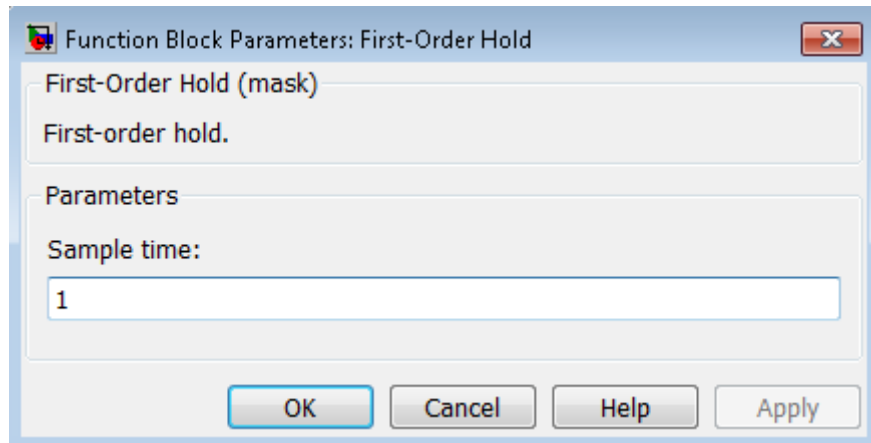 Function Block Parameters: First-Order Hold
First-Order Hold (mask)
First-order hold.
Parameters
Sample time:
1
OK Cancel Help Apply